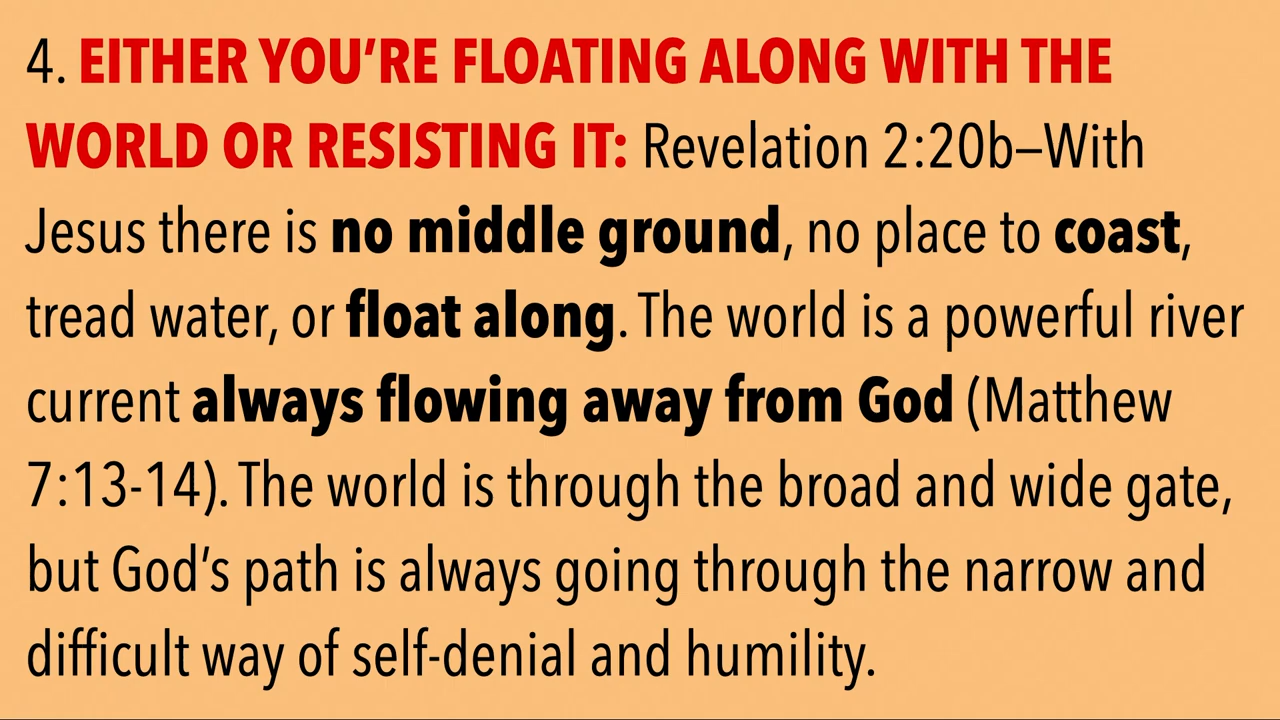 4. EITHER YOU’RE FLOATING ALONG WITH THE
WORLD OR RESISTING IT: Revelation 2:20b–With
Jesus there is no middle ground, no place to coast,
tread water, or float along. The world is a powerful river
current always flowing away from God (Matthew
7:13-14). The world is through the broad and wide gate,
but God’s path is always going through the narrow and
difficult way of self-denial and humility.